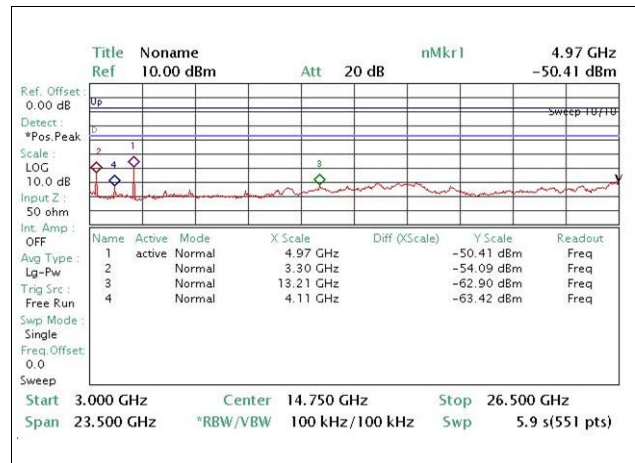 Title Noname nMkr1 4.97 GHz
Ref 10.00 dBm Att 20 dB -50.41 dBm
Ref. Offset :
0.00 dB
Detect :
*Pos.Peak
Scale :
LOG
10.0 dB
Input Z :
50 ohm
Int. Amp :
OFF
Avg Type :
Lg-Pw
Trig Src :
Free Run
Swp Mode :
Single
Freq.Offset:
0.0
Sweep
Up
Sweep 10/10
D
2
4
1
3
Name Active Mode X Scale Diff (XScale) Y Scale Readout
1 active Normal 4.97 GHz -50.41 dBm Freq
2 Normal 3.30 GHz -54.09 dBm Freq
3 Normal 13.21 GHz -62.90 dBm Freq
4 Normal 4.11 GHz -63.42 dBm Freq
Start 3.000 GHz Center 14.750 GHz Stop 26.500 GHz
Span 23.500 GHz *RBW/VBW 100 kHz/100 kHz Swp 5.9 s(551 pts)